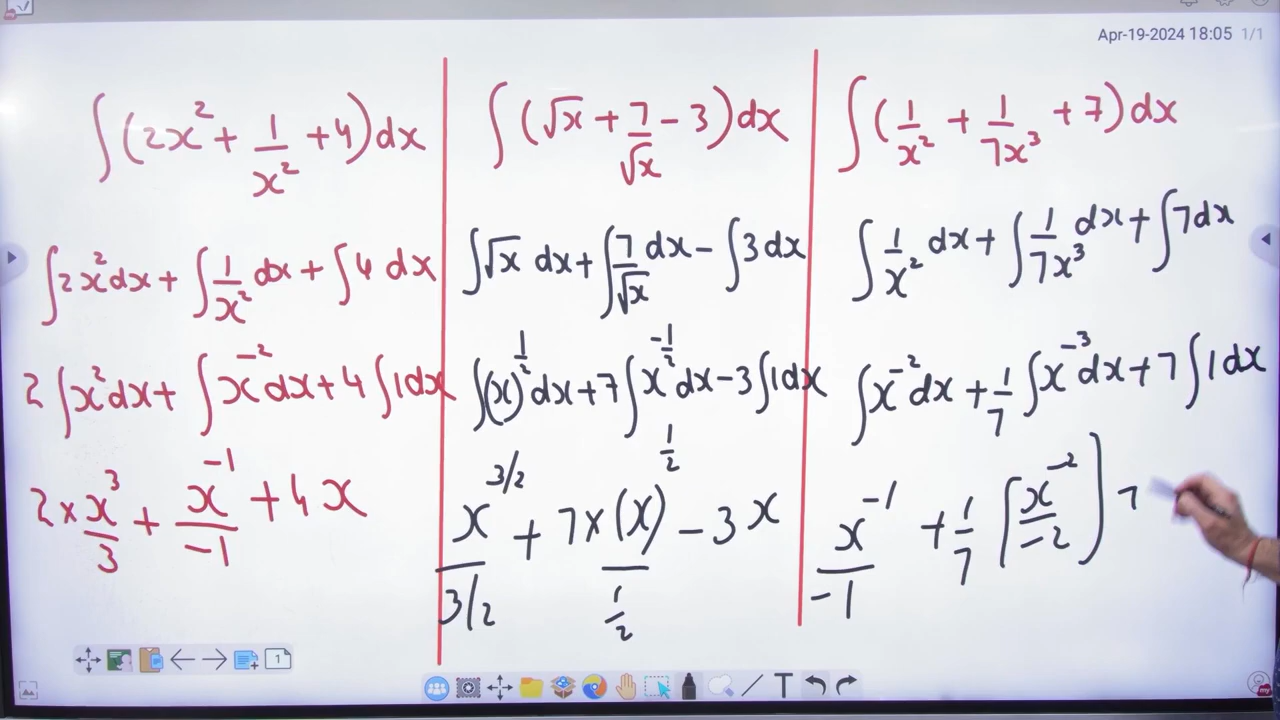 Apr-19-2024 18:05 1/1
∫(2x² + 1/x² + 4)dx
∫2x²dx + ∫1/x² dx + ∫4 dx
2∫x²dx + ∫x⁻²dx + 4∫1dx
2 × x³/3 + x⁻¹/-1 + 4x
∫(√x + 7/√x - 3)dx
∫√x dx + ∫7/√x dx - ∫3dx
∫(x)^1/2 dx + 7∫x^-1/2 dx - 3∫1dx
x^3/2 / 3/2 + 7×(x)^1/2 / 1/2 - 3x
∫(1/x² + 1/7x³ + 7)dx
∫1/x² dx + ∫1/7x³ dx + ∫7dx
∫x⁻²dx + 1/7∫x⁻³dx + 7∫1dx
x⁻¹/-1 + 1/7(x⁻²/-2) 7
1
T